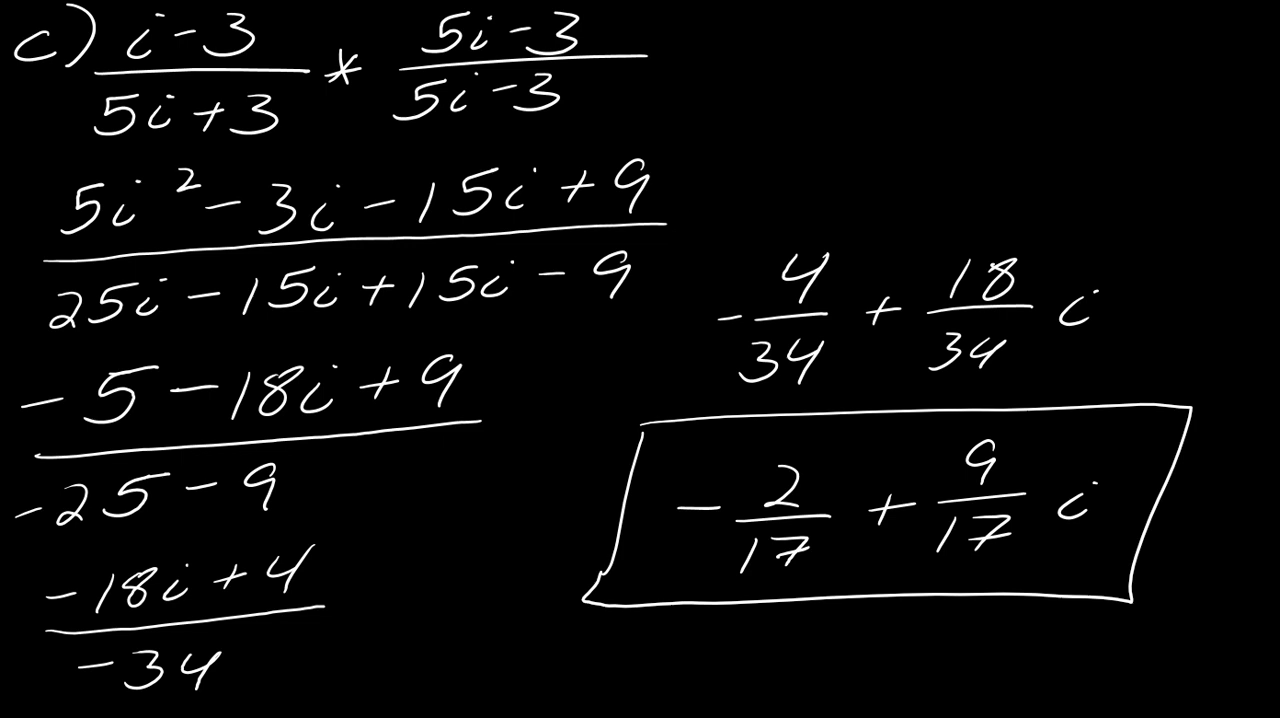 c) i-3/5i+3 * 5i-3/5i-3
5i² - 3i - 15i + 9
25i - 15i + 15i - 9
-5 - 18i + 9
-25 - 9
-18i + 4
-34
-4/34 + 18/34 i
-2/17 + 9/17 i